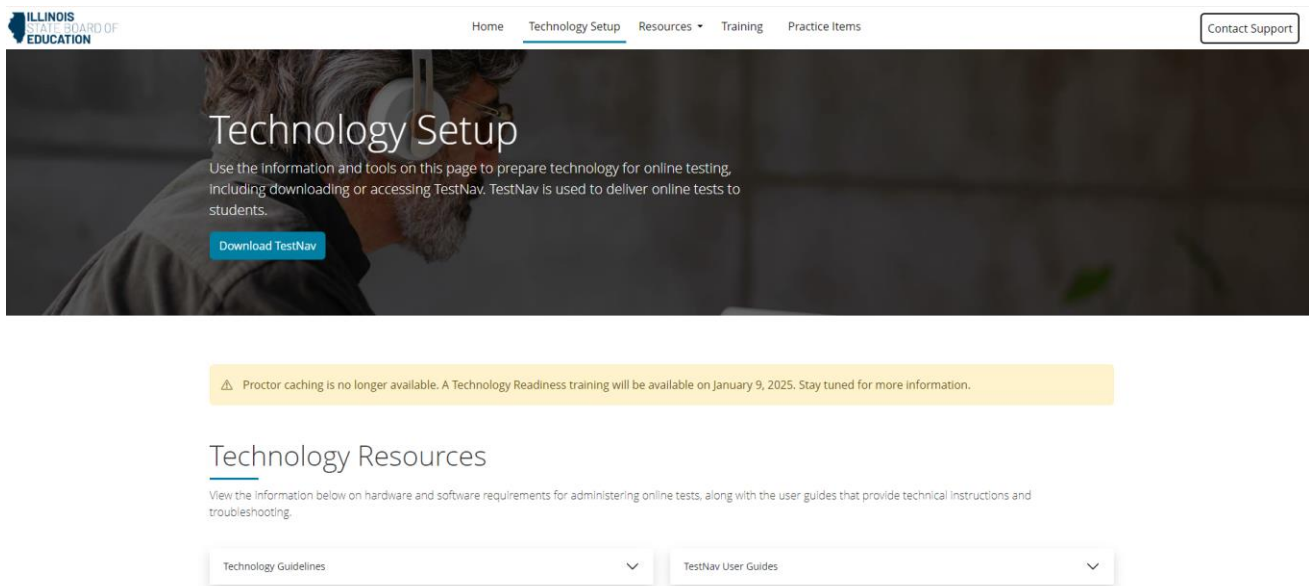 ILLINOIS
STATE BOARD OF
EDUCATION
Home Technology Setup Resources Training Practice Items
Contact Support
Technology Setup
Use the information and tools on this page to prepare technology for online testing,
including downloading or accessing TestNav. TestNav is used to deliver online tests to
students.
Download TestNav
Proctor caching is no longer available. A Technology Readiness training will be available on January 9, 2025. Stay tuned for more information.
Technology Resources
View the information below on hardware and software requirements for administering online tests, along with the user guides that provide technical instructions and
troubleshooting.
Technology Guidelines
TestNav User Guides